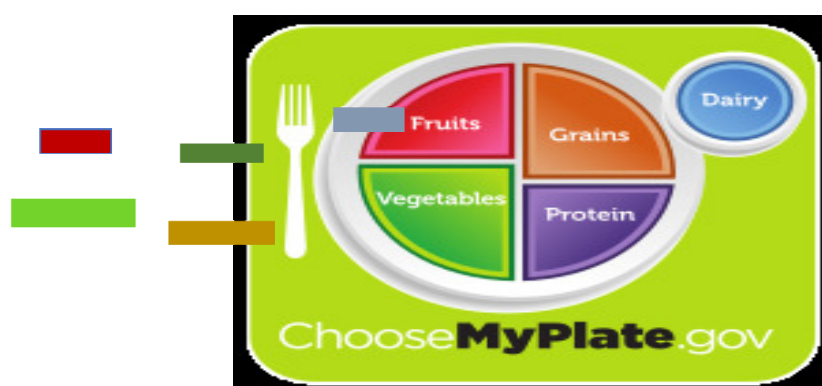 Dairy
Fruits
Grains
Vegetables
Protein
ChooseMyPlate.gov